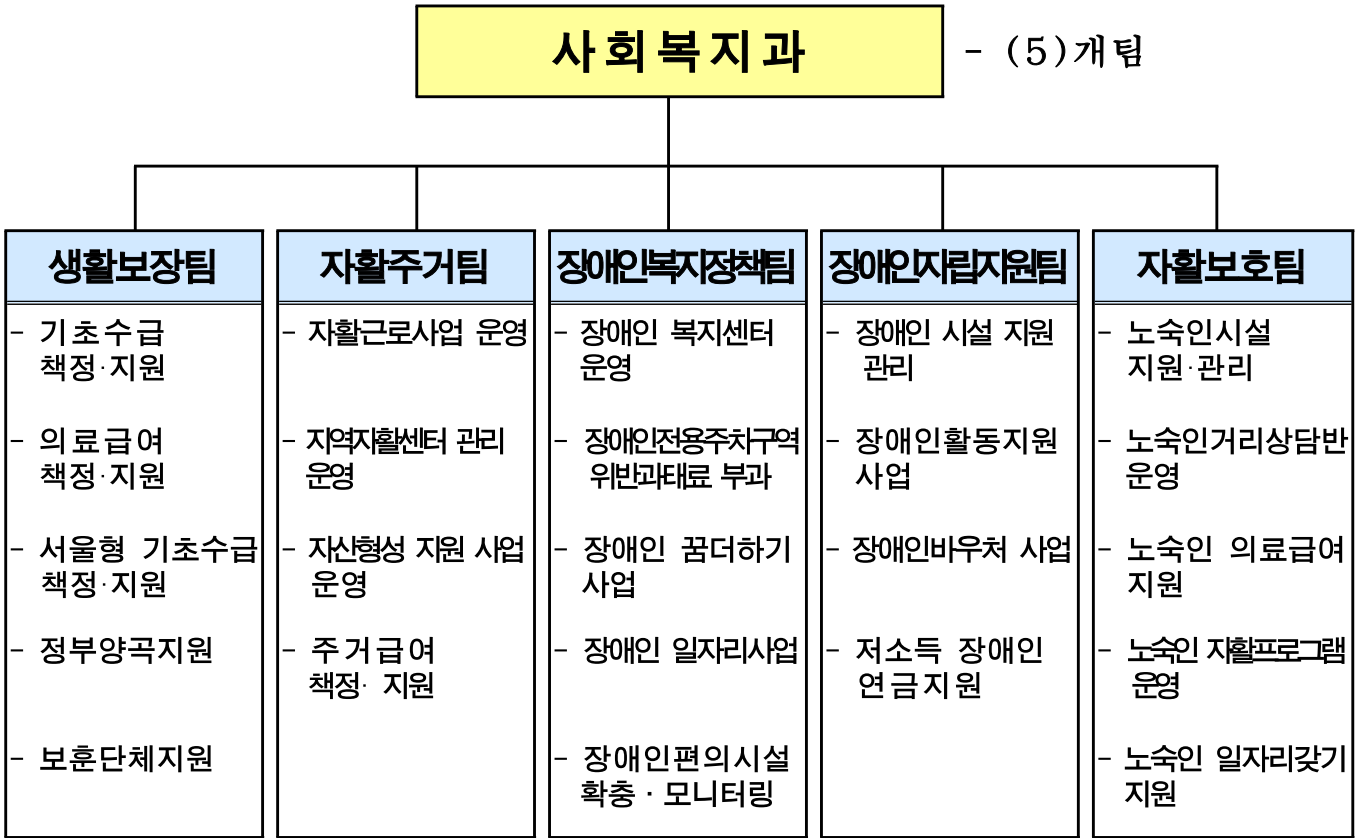 사회복지과
- (5)개팀
생활보장팀
- 기초수급
책정·지원
- 의료급여
책정·지원
- 서울형 기초수급
책정·지원
- 정부양곡지원
- 보훈단체지원
자활주거팀
- 자활근로사업 운영
- 지역자활센터 관리
운영
- 자산형성 지원 사업
운영
- 주거급여
책정· 지원
장애인복지정책팀
- 장애인 복지센터
운영
- 장애인전용주차구역
위반과태료 부과
- 장애인 꿈더하기
사업
- 장애인 일자리사업
- 장애인편의시설
확충·모니터링
장애인자립지원팀
- 장애인 시설 지원
관리
- 장애인활동지원
사업
- 장애인바우처 사업
- 저소득 장애인
연금지원
자활보호팀
- 노숙인시설
지원·관리
- 노숙인거리상담반
운영
- 노숙인 의료급여
지원
- 노숙인 자활프로그램
운영
- 노숙인 일자리갖기
지원